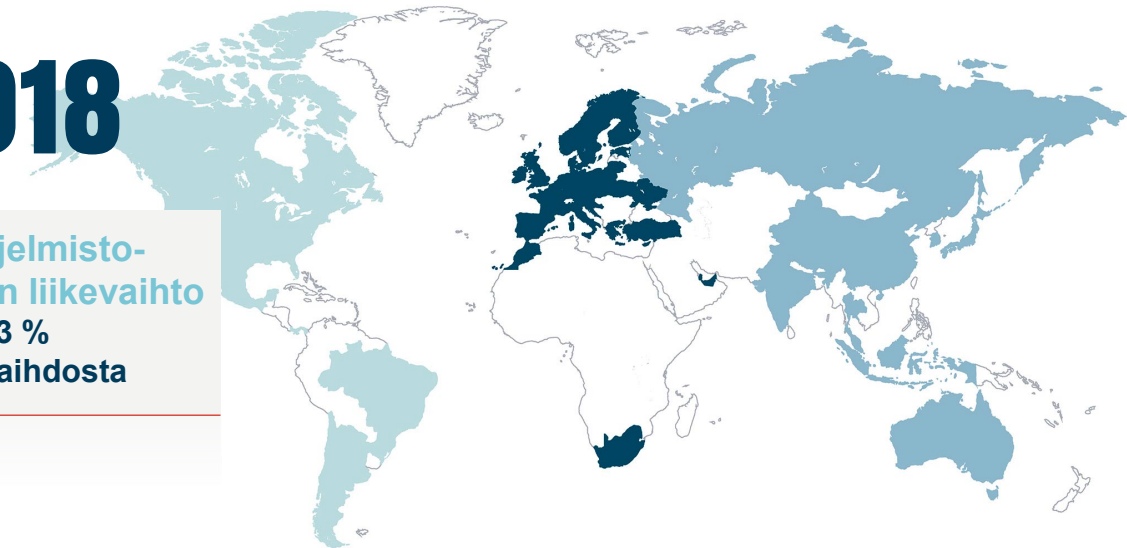 018
jelmisto-
n liikevaihto
3 %
aihdosta